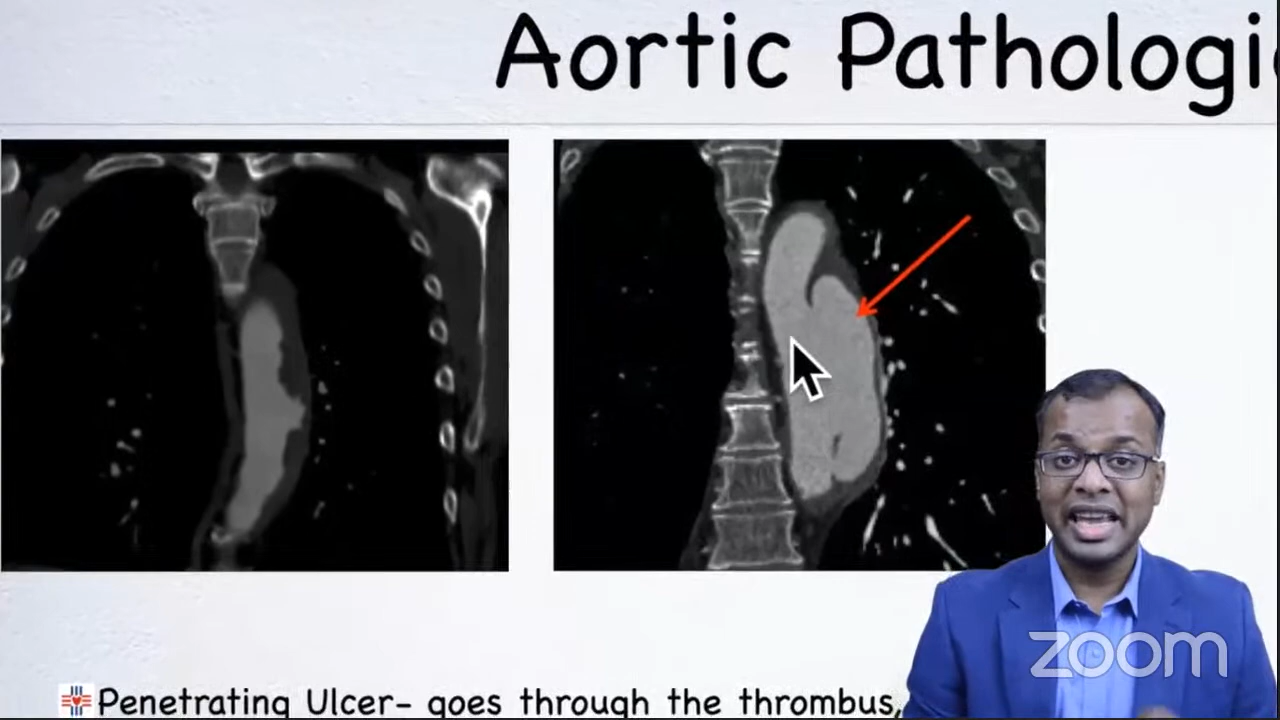 Aortic Pathologi
Penetrating Ulcer- goes through the thrombus,
zoom